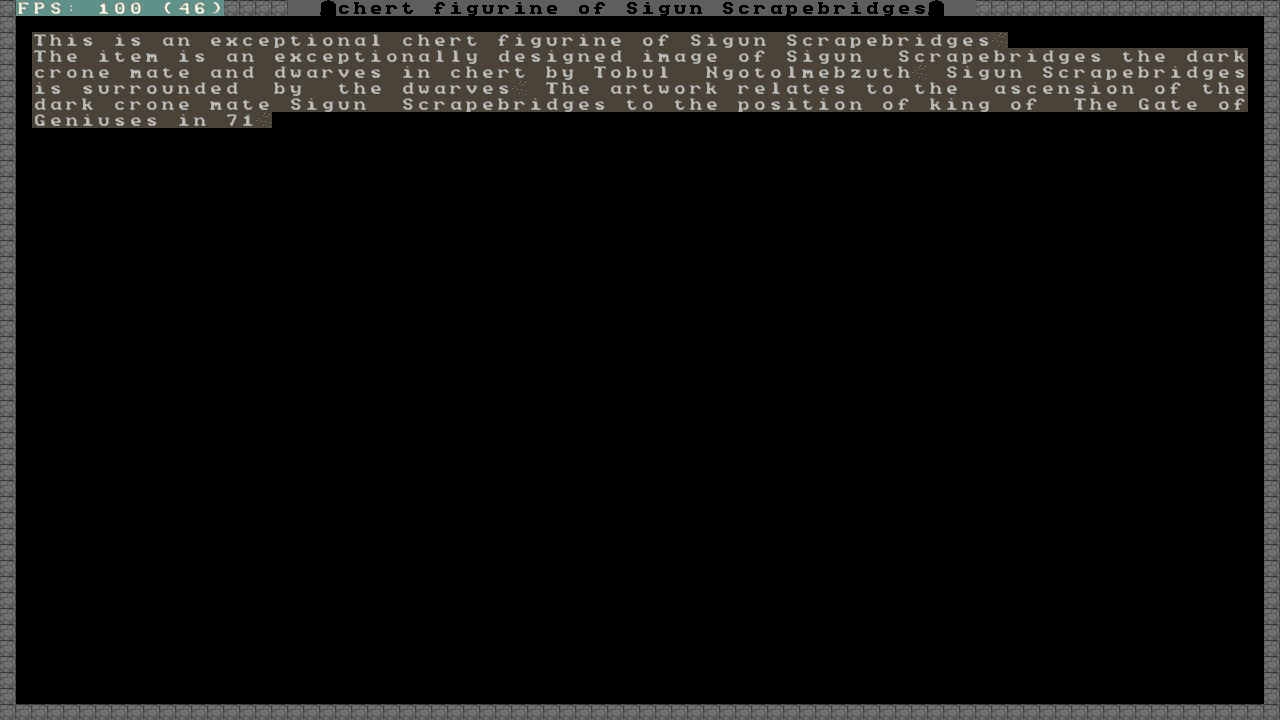 FPS: 100 (46)
chert figurine of Sigun Scrapebridges
This is an exceptional chert figurine of Sigun Scrapebridges
The item is an exceptionally designed image of Sigun Scrapebridges the dark
crone mate and dwarves in chert by Tobul Ngotolmebzuth Sigun Scrapebridges
is surrounded by the dwarves The artwork relates to the ascension of the
dark crone mate Sigun Scrapebridges to the position of king of The Gate of
Geniuses in 71